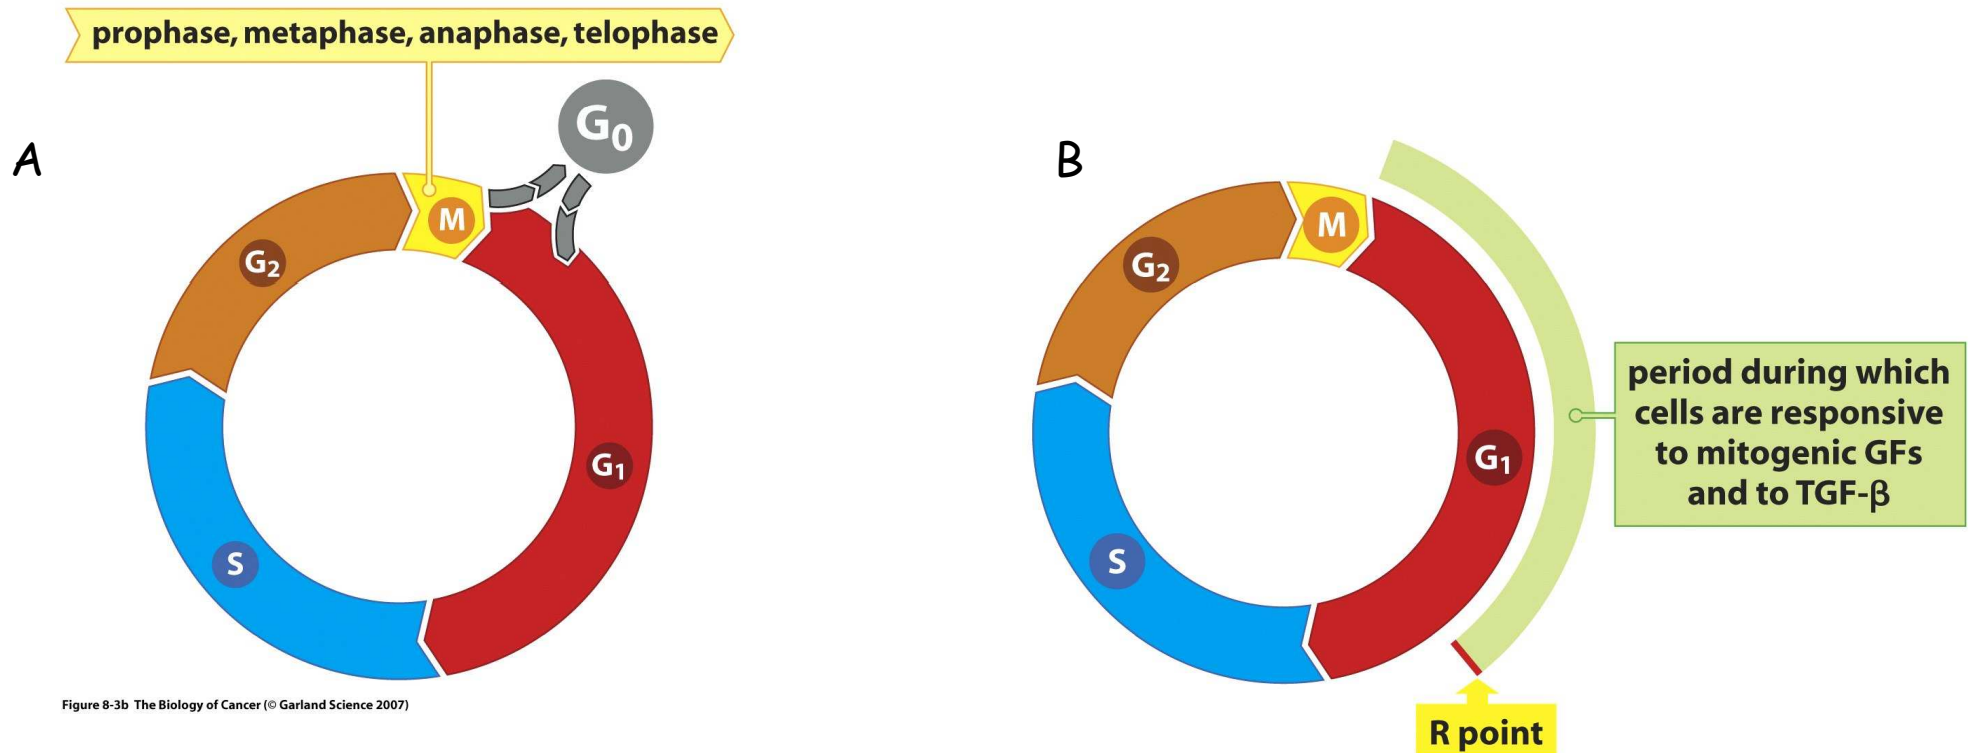 prophase, metaphase, anaphase, telophase
A
G₀
M
G₂
G₁
S
Figure 8-3b The Biology of Cancer (© Garland Science 2007)
B
M
G₂
G₁
S
period during which
cells are responsive
to mitogenic GFs
and to TGF-β
R point